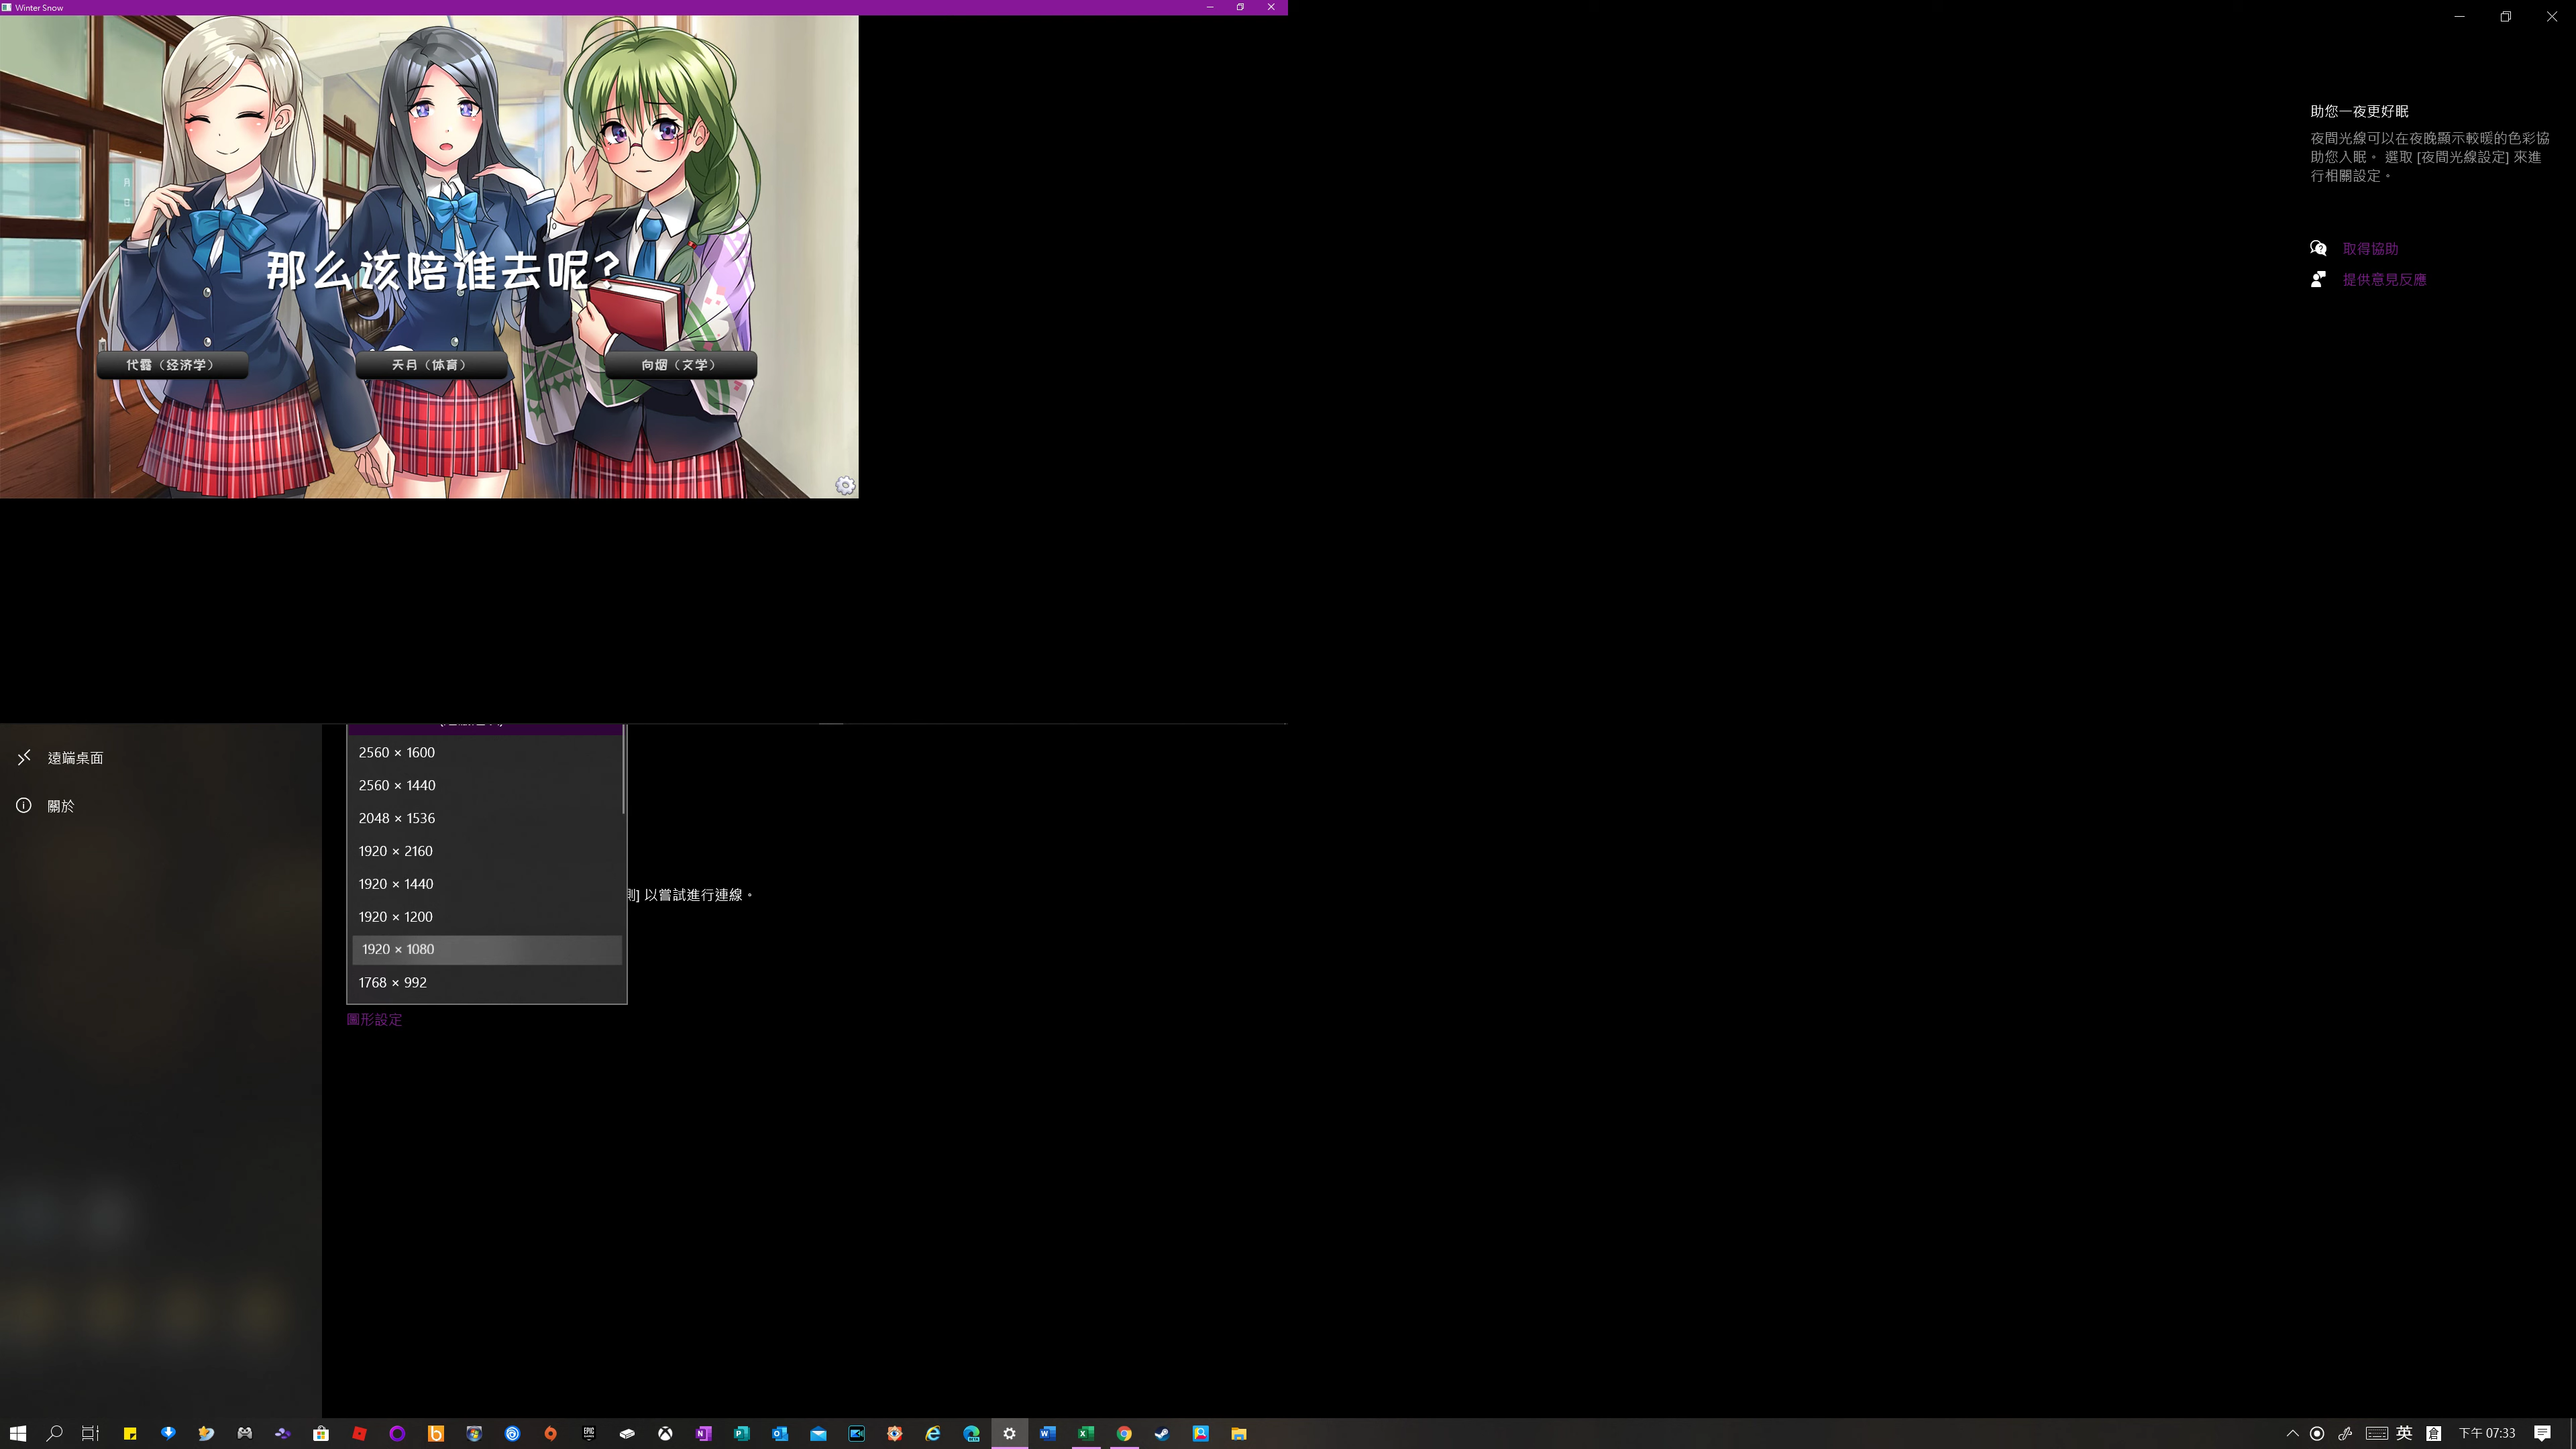 Winter Snow
那么该陪谁去呢?
代露（经济学）
天月（体育）
向烟（文学）
助您一夜更好眠
夜間光線可以在夜晚顯示較暖的色彩協
助您入眠。 選取 [夜間光線設定] 來進
行相關設定。
取得協助
提供意見反應
遠端桌面
關於
2560 × 1600
2560 × 1440
2048 × 1536
1920 × 2160
1920 × 1440
1920 × 1200
1920 × 1080
1768 × 992
] 以嘗試進行連線。
圖形設定
英
倉
下午 07:33